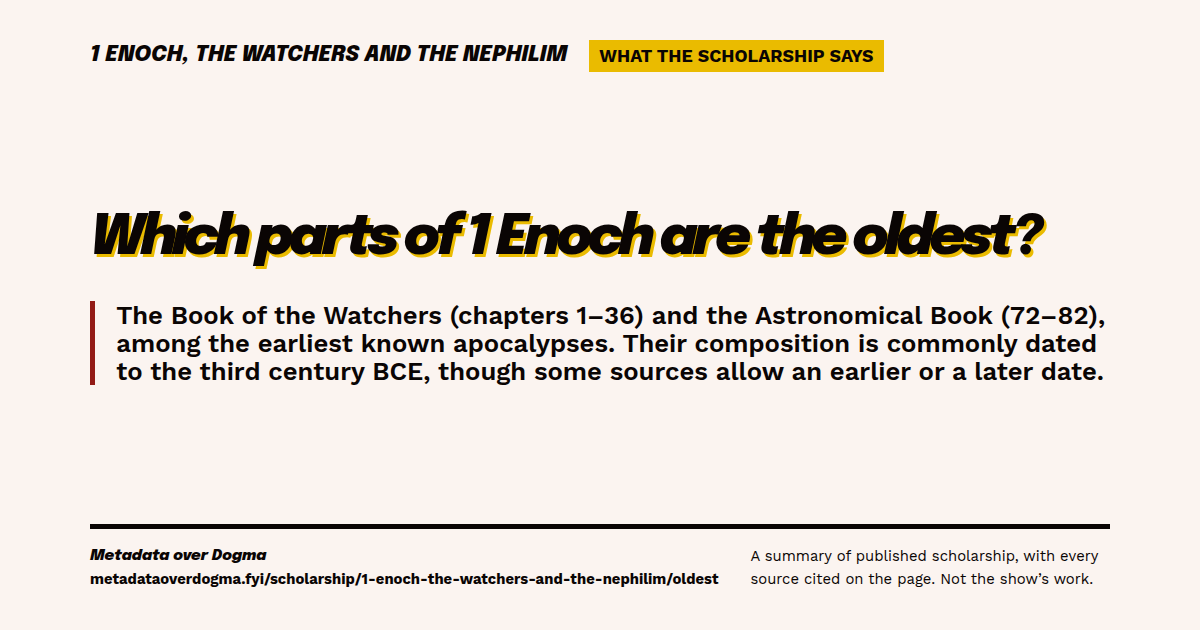 1 ENOCH, THE WATCHERS AND THE NEPHILIM
WHAT THE SCHOLARSHIP SAYS
Which parts of 1 Enoch are the oldest?
The Book of the Watchers (chapters 1–36) and the Astronomical Book (72–82),
among the earliest known apocalypses. Their composition is commonly dated
to the third century BCE, though some sources allow an earlier or a later date.
Metadata over Dogma
metadataoverdogma.fyi/scholarship/1-enoch-the-watchers-and-the-nephilim/oldest
A summary of published scholarship, with every
source cited on the page. Not the show’s work.